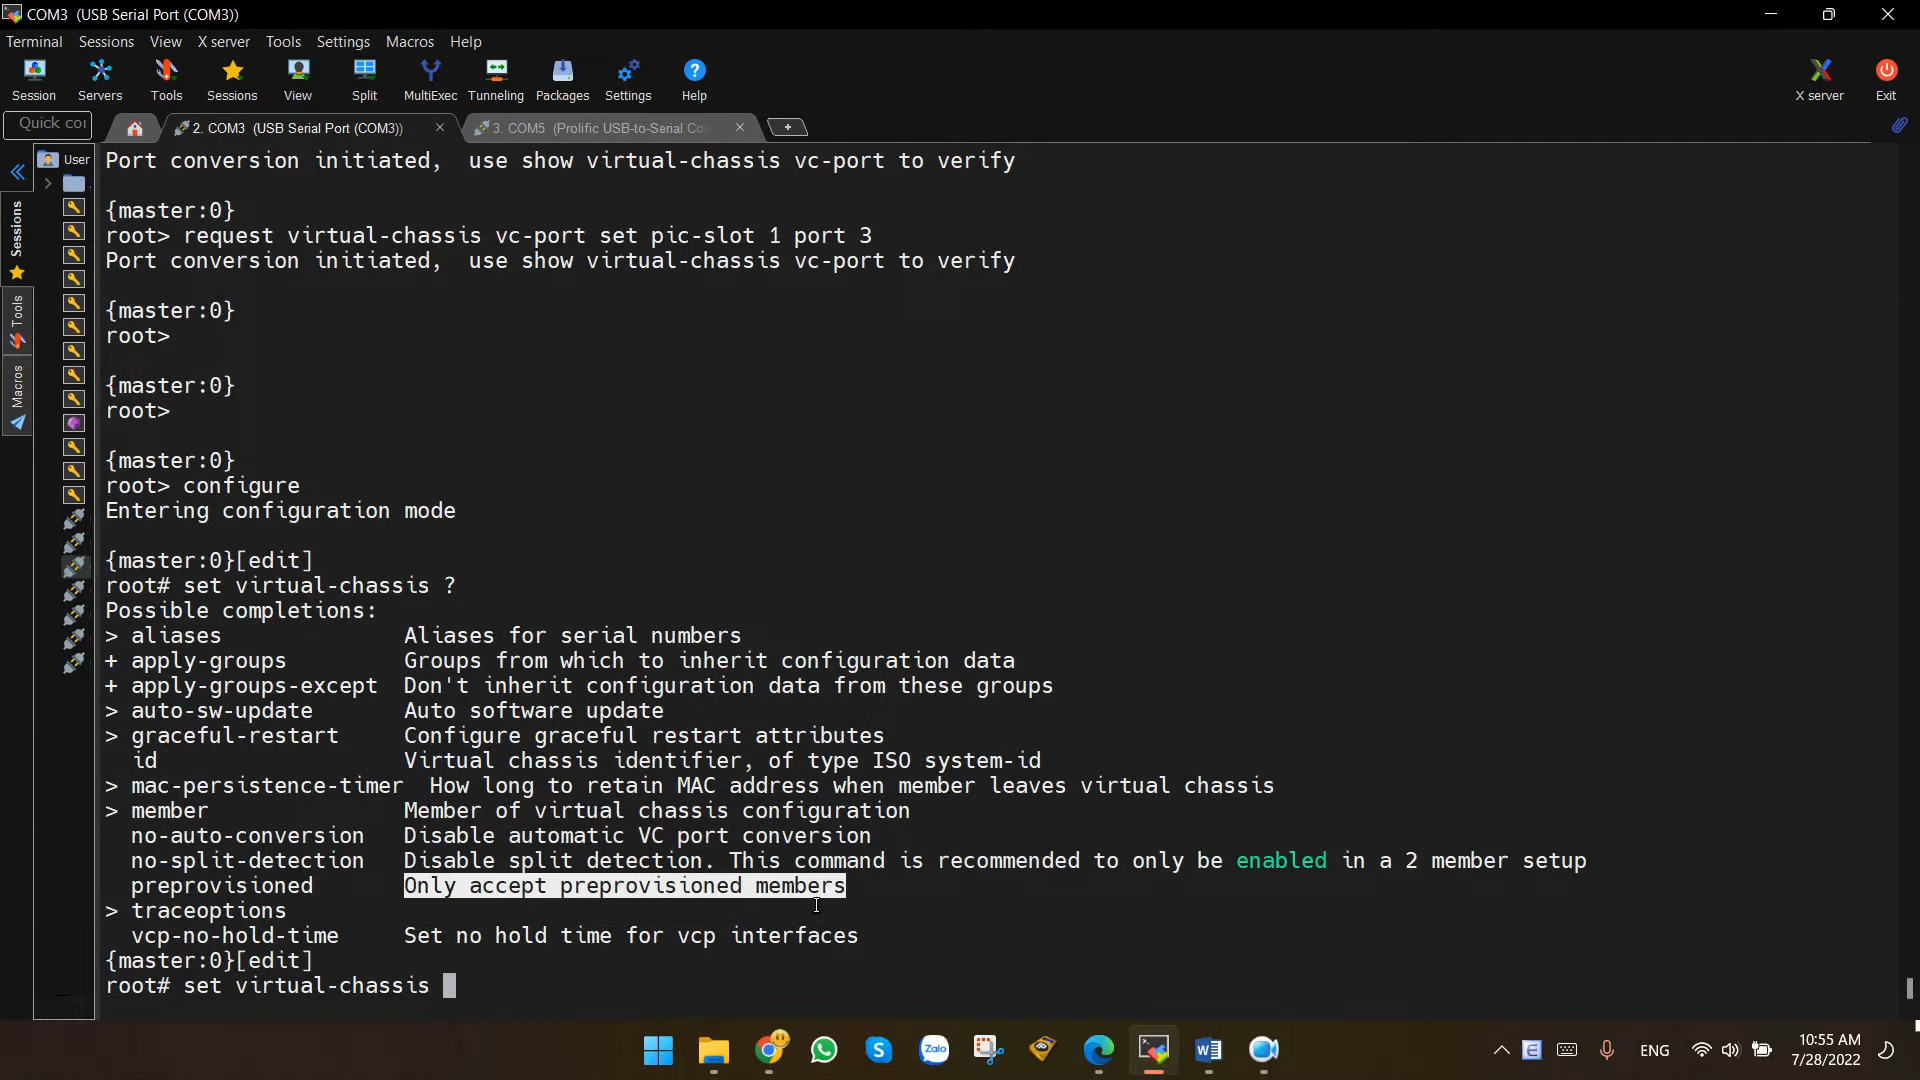 COM3 (USB Serial Port (COM3))
Terminal Sessions View X server Tools Settings Macros Help
Session Servers Tools Sessions View Split MultiExec Tunneling Packages Settings Help X server Exit
Quick cor 2. COM3 (USB Serial Port (COM3)) 3. COM5 (Prolific USB-to-Serial Co
User
Sessions
Tools
Macros
Port conversion initiated,  use show virtual-chassis vc-port to verify
{master:0}
root> request virtual-chassis vc-port set pic-slot 1 port 3
Port conversion initiated,  use show virtual-chassis vc-port to verify
{master:0}
root>
{master:0}
root>
{master:0}
root> configure
Entering configuration mode
{master:0}[edit]
root# set virtual-chassis ?
Possible completions:
> aliases              Aliases for serial numbers
+ apply-groups         Groups from which to inherit configuration data
+ apply-groups-except  Don't inherit configuration data from these groups
> auto-sw-update       Auto software update
> graceful-restart     Configure graceful restart attributes
  id                   Virtual chassis identifier, of type ISO system-id
> mac-persistence-timer  How long to retain MAC address when member leaves virtual chassis
> member               Member of virtual chassis configuration
  no-auto-conversion   Disable automatic VC port conversion
  no-split-detection   Disable split detection. This command is recommended to only be enabled in a 2 member setup
  preprovisioned       Only accept preprovisioned members
> traceoptions
  vcp-no-hold-time     Set no hold time for vcp interfaces
{master:0}[edit]
root# set virtual-chassis
Zalo
ENG
10:55 AM
7/28/2022